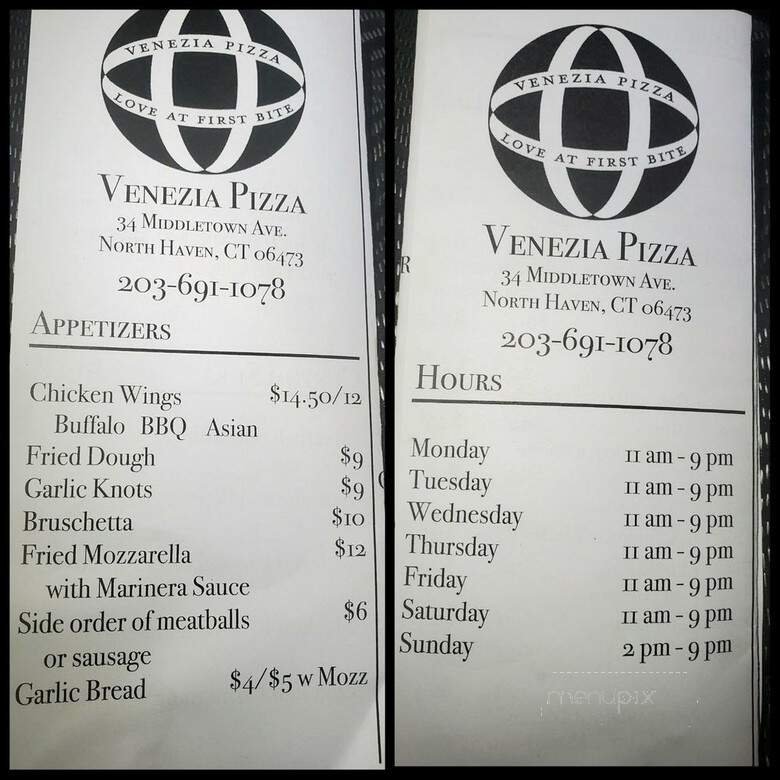 VENEZIA PIZZA
LOVE AT FIRST BITE
VENEZIA PIZZA
34 MIDDLETOWN AVE.
NORTH HAVEN, CT 06473
203-691-1078
APPETIZERS
Chicken Wings $14.50/12
Buffalo BBQ Asian
Fried Dough $9
Garlic Knots $9
Bruschetta $10
Fried Mozzarella $12
with Marinera Sauce
Side order of meatballs $6
or sausage
Garlic Bread $4/$5 w Mozz
VENEZIA PIZZA
LOVE AT FIRST BITE
R
VENEZIA PIZZA
34 MIDDLETOWN AVE.
NORTH HAVEN, CT 06473
203-691-1078
HOURS
Monday 11 am - 9 pm
Tuesday 11 am - 9 pm
Wednesday 11 am - 9 pm
Thursday 11 am - 9 pm
Friday 11 am - 9 pm
Saturday 11 am - 9 pm
Sunday 2 pm - 9 pm
menupix